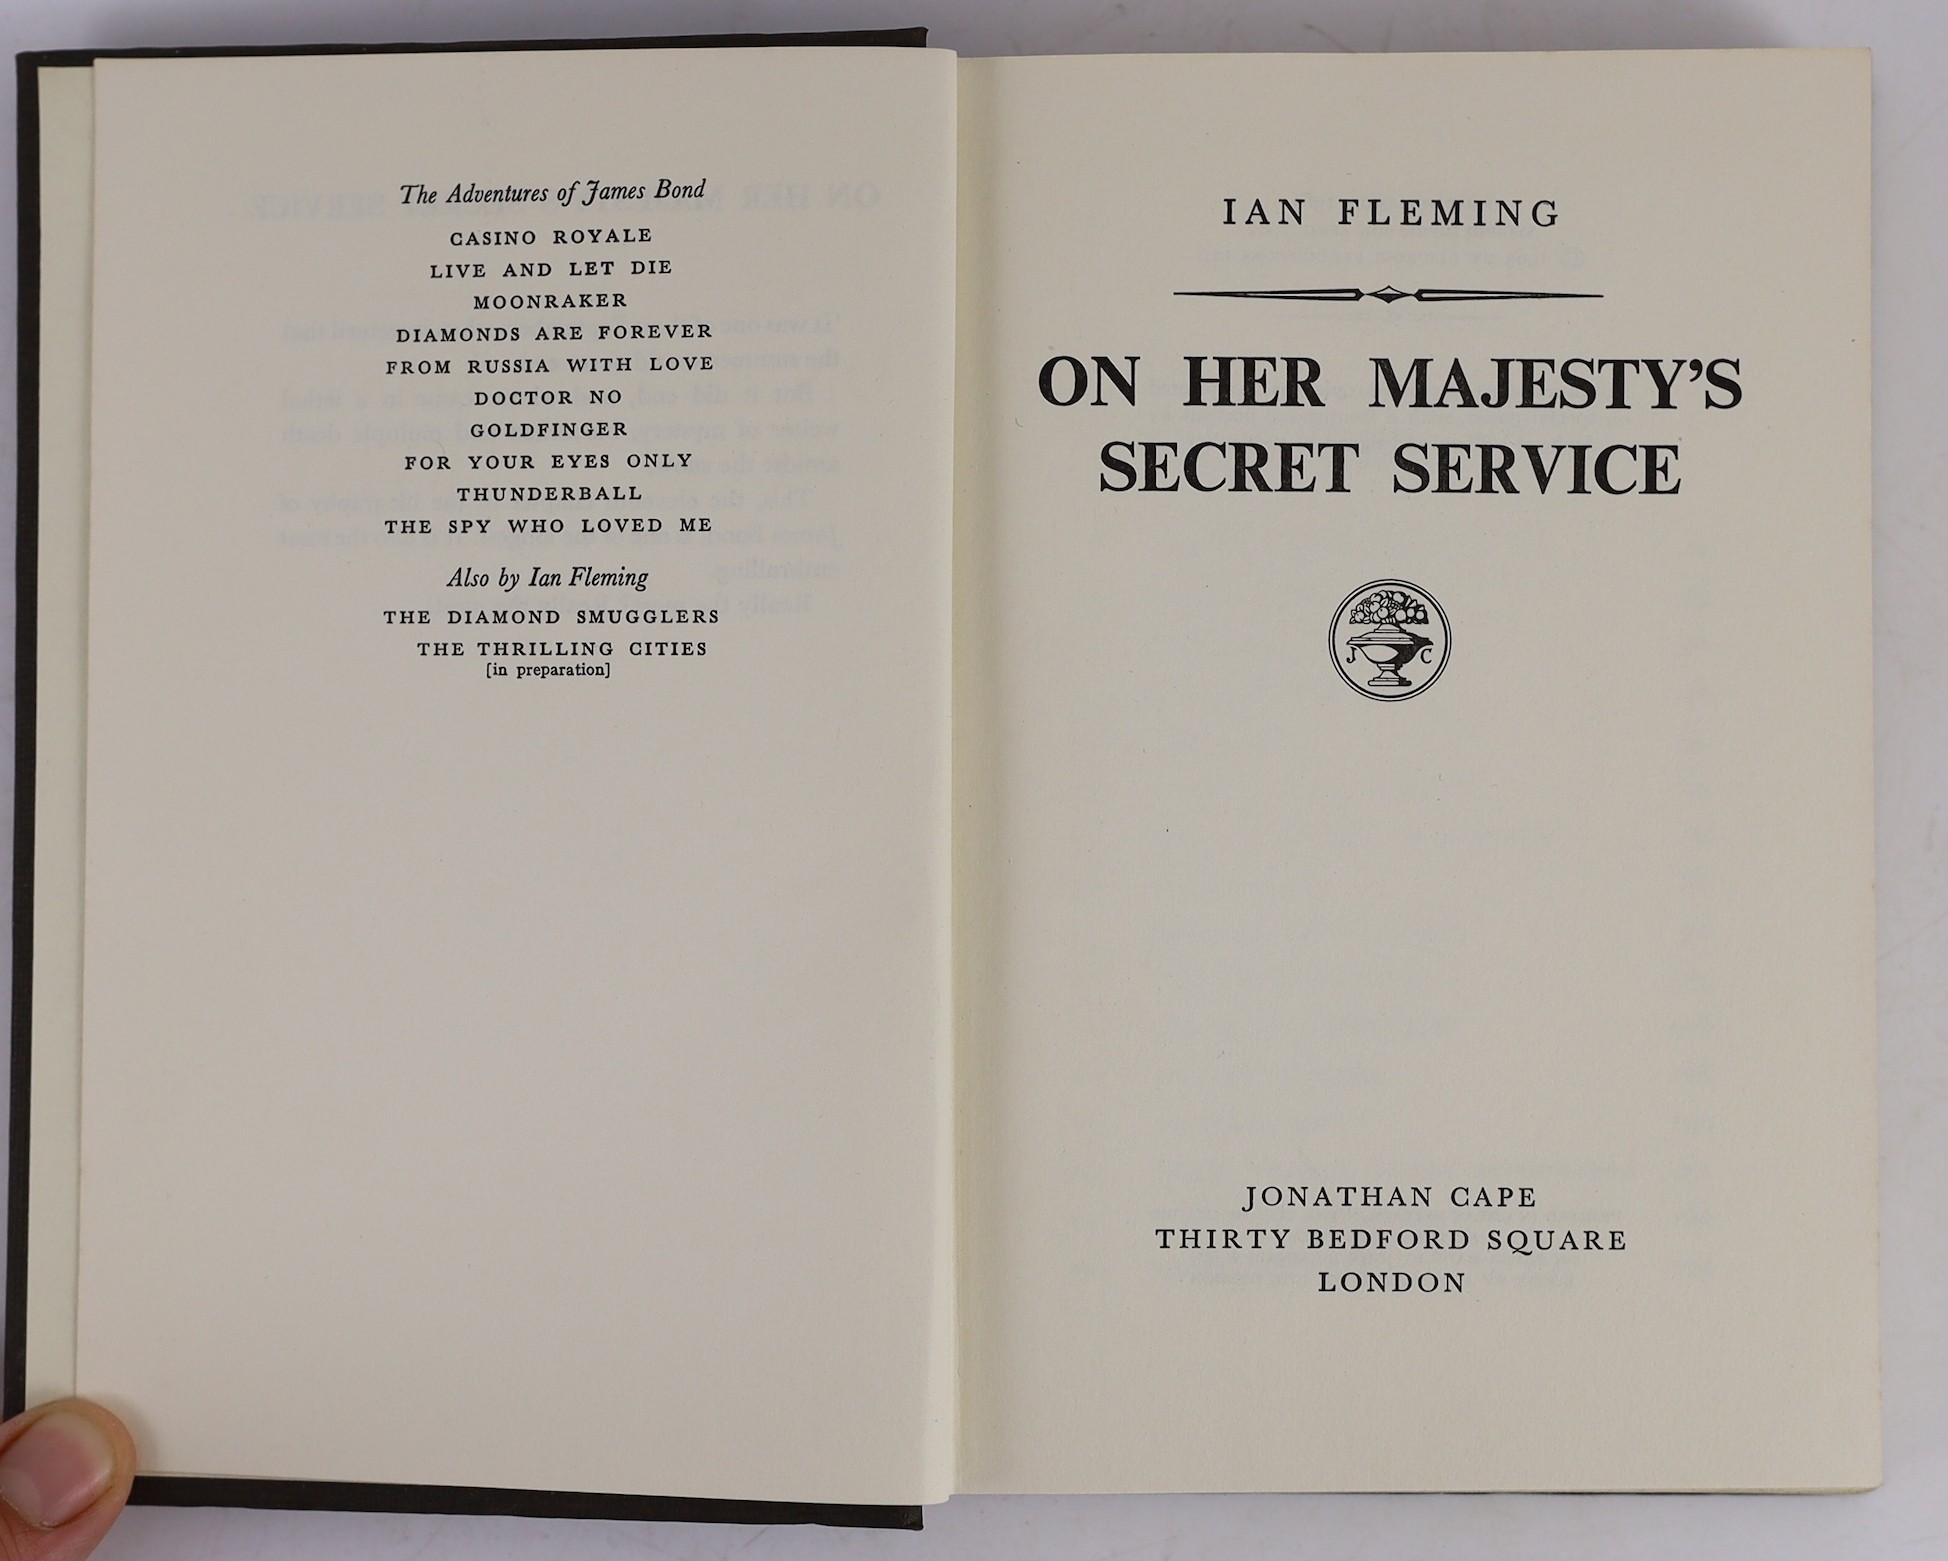 The Adventures of James Bond
CASINO ROYALE
LIVE AND LET DIE
MOONRAKER
DIAMONDS ARE FOREVER
FROM RUSSIA WITH LOVE
DOCTOR NO
GOLDFINGER
FOR YOUR EYES ONLY
THUNDERBALL
THE SPY WHO LOVED ME
Also by Ian Fleming
THE DIAMOND SMUGGLERS
THE THRILLING CITIES
[in preparation]
IAN FLEMING
ON HER MAJESTY'S
SECRET SERVICE
J C
JONATHAN CAPE
THIRTY BEDFORD SQUARE
LONDON